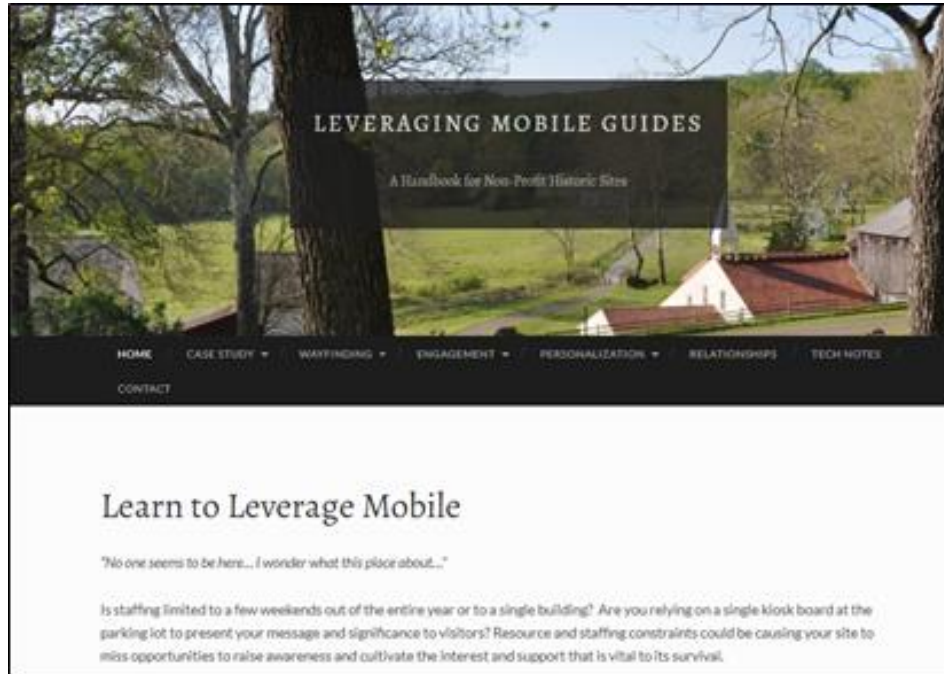 LEVERAGING MOBILE GUIDES
A Handbook for Non-Profit Historic Sites
HOME CASE STUDY WAYFINDING ENGAGEMENT PERSONALIZATION RELATIONSHIPS TECH NOTES
CONTACT
Learn to Leverage Mobile
"No one seems to be here... I wonder what this place about..."
Is staffing limited to a few weekends out of the entire year or to a single building? Are you relying on a single kiosk board at the
parking lot to present your message and significance to visitors? Resource and staffing constraints could be causing your site to
miss opportunities to raise awareness and cultivate the interest and support that is vital to its survival.